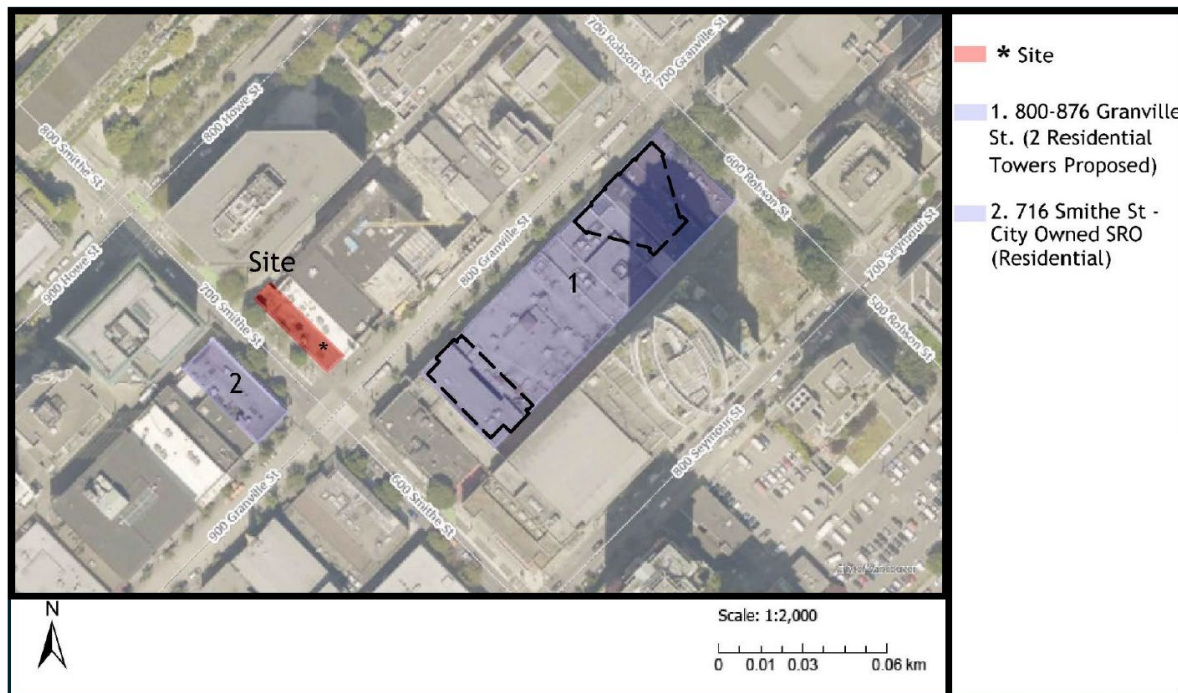 700 Robson St
700 Granville St
800 Howe St
800 Smithe St
600 Robson St
700 Seymour St
500 Robson St
800 Granville St
900 Howe St
Site
700 Smithe St
*
1
2
800 Seymour St
900 Granville St
600 Smithe St
City of Vancouver
* Site
1. 800-876 Granville
St. (2 Residential
Towers Proposed)
2. 716 Smithe St -
City Owned SRO
(Residential)
N
Scale: 1:2,000
0 0.01 0.03 0.06 km